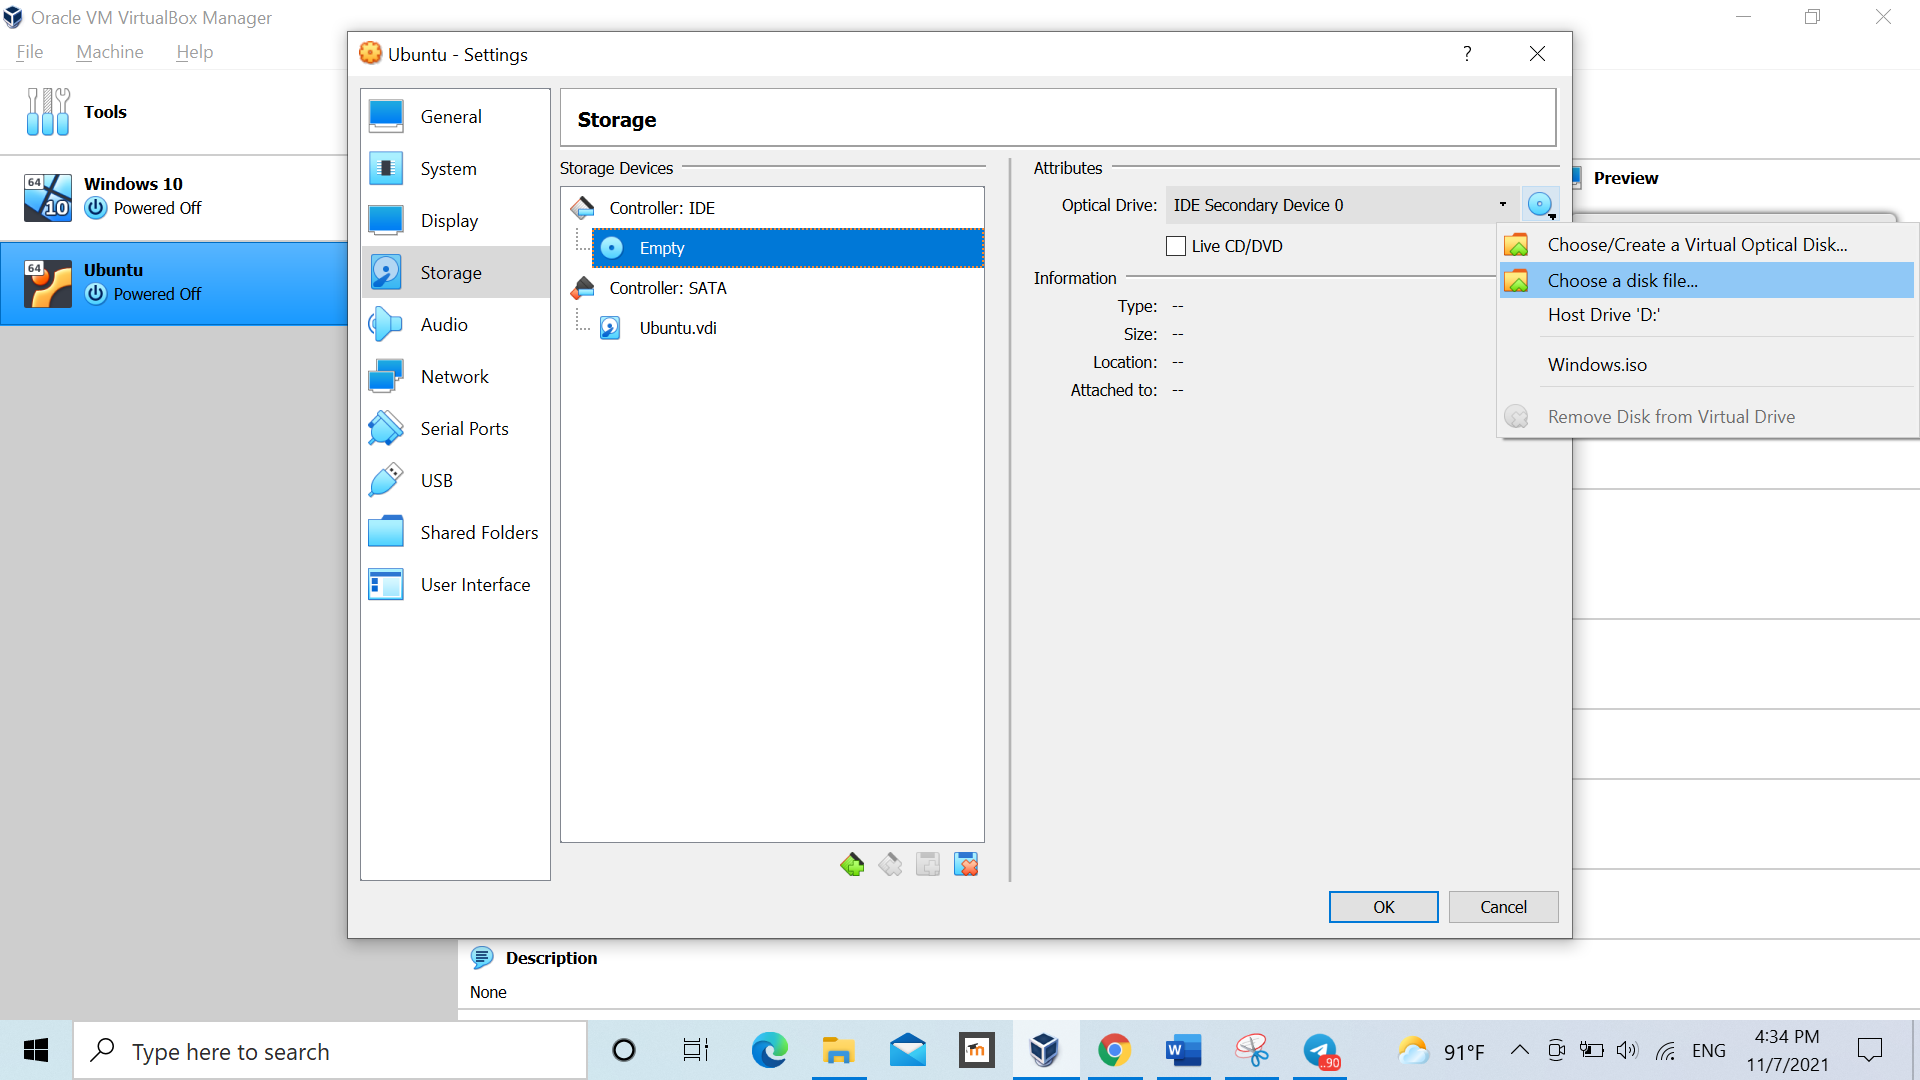 Oracle VM VirtualBox Manager
File Machine Help
Tools
64 10 Windows 10
Powered Off
64 Ubuntu
Powered Off
Ubuntu - Settings
?
General
System
Display
Storage
Audio
Network
Serial Ports
USB
Shared Folders
User Interface
Storage
Storage Devices
Controller: IDE
Empty
Controller: SATA
Ubuntu.vdi
Attributes
Optical Drive: IDE Secondary Device 0
Live CD/DVD
Information
Type: --
Size: --
Location: --
Attached to: --
OK Cancel
Preview
Choose/Create a Virtual Optical Disk...
Choose a disk file...
Host Drive 'D:'
Windows.iso
Remove Disk from Virtual Drive
Description
None
Type here to search
m
W
..90
91°F
ENG
4:34 PM
11/7/2021